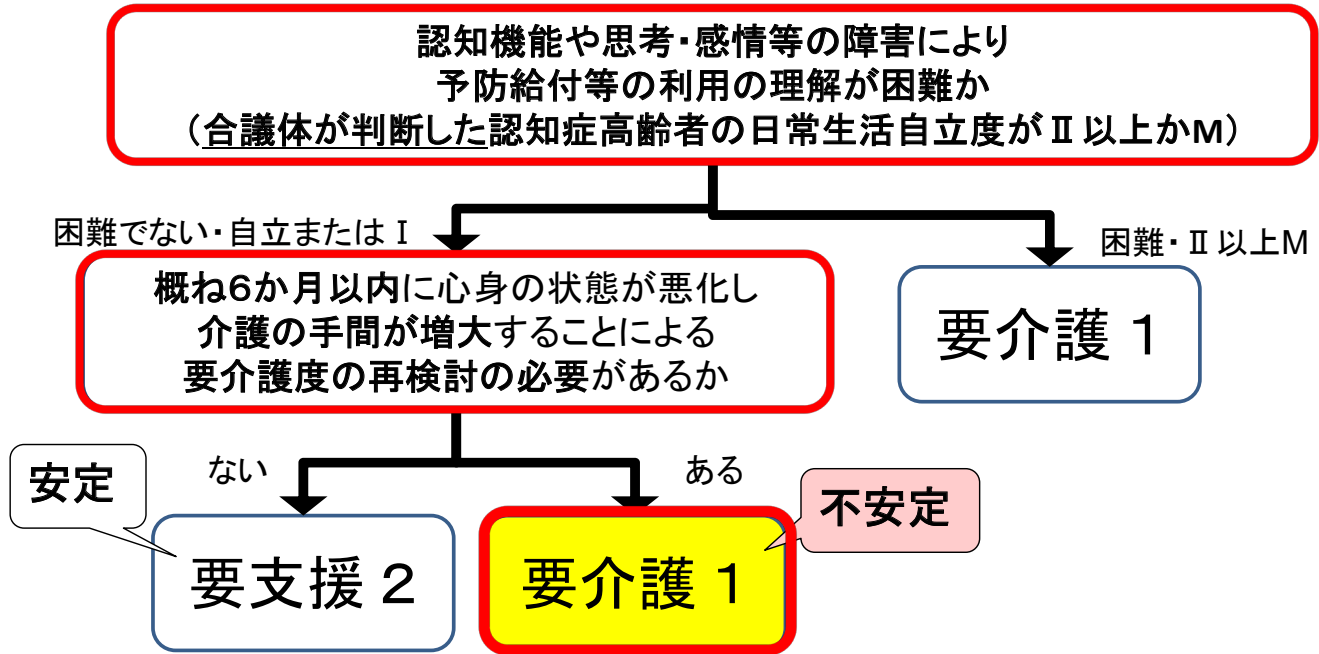 認知機能や思考・感情等の障害により
予防給付等の利用の理解が困難か
（合議体が判断した認知症高齢者の日常生活自立度がⅡ以上かM）
困難でない・自立またはⅠ
困難・Ⅱ以上M
概ね6か月以内に心身の状態が悪化し
介護の手間が増大することによる
要介護度の再検討の必要があるか
要介護１
ない
ある
安定
不安定
要支援２
要介護１